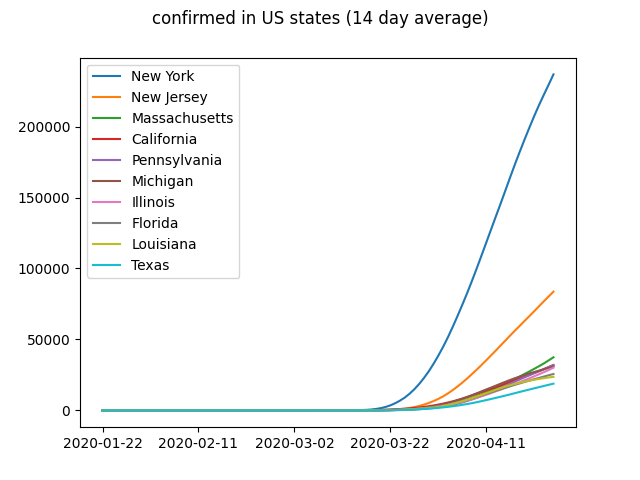 confirmed in US states (14 day average)
New York
New Jersey
Massachusetts
California
Pennsylvania
Michigan
Illinois
Florida
Louisiana
Texas
200000
150000
100000
50000
0
2020-01-22 2020-02-11 2020-03-02 2020-03-22 2020-04-11